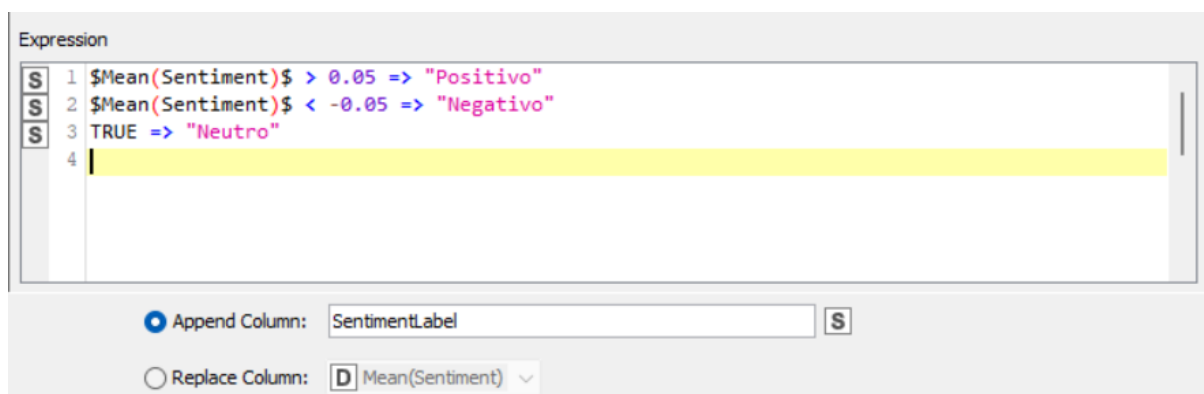 Expression
S 1 $Mean(Sentiment)$ > 0.05 => "Positivo"
S 2 $Mean(Sentiment)$ < -0.05 => "Negativo"
S 3 TRUE => "Neutro"
4
Append Column: SentimentLabel S
Replace Column: D Mean(Sentiment)